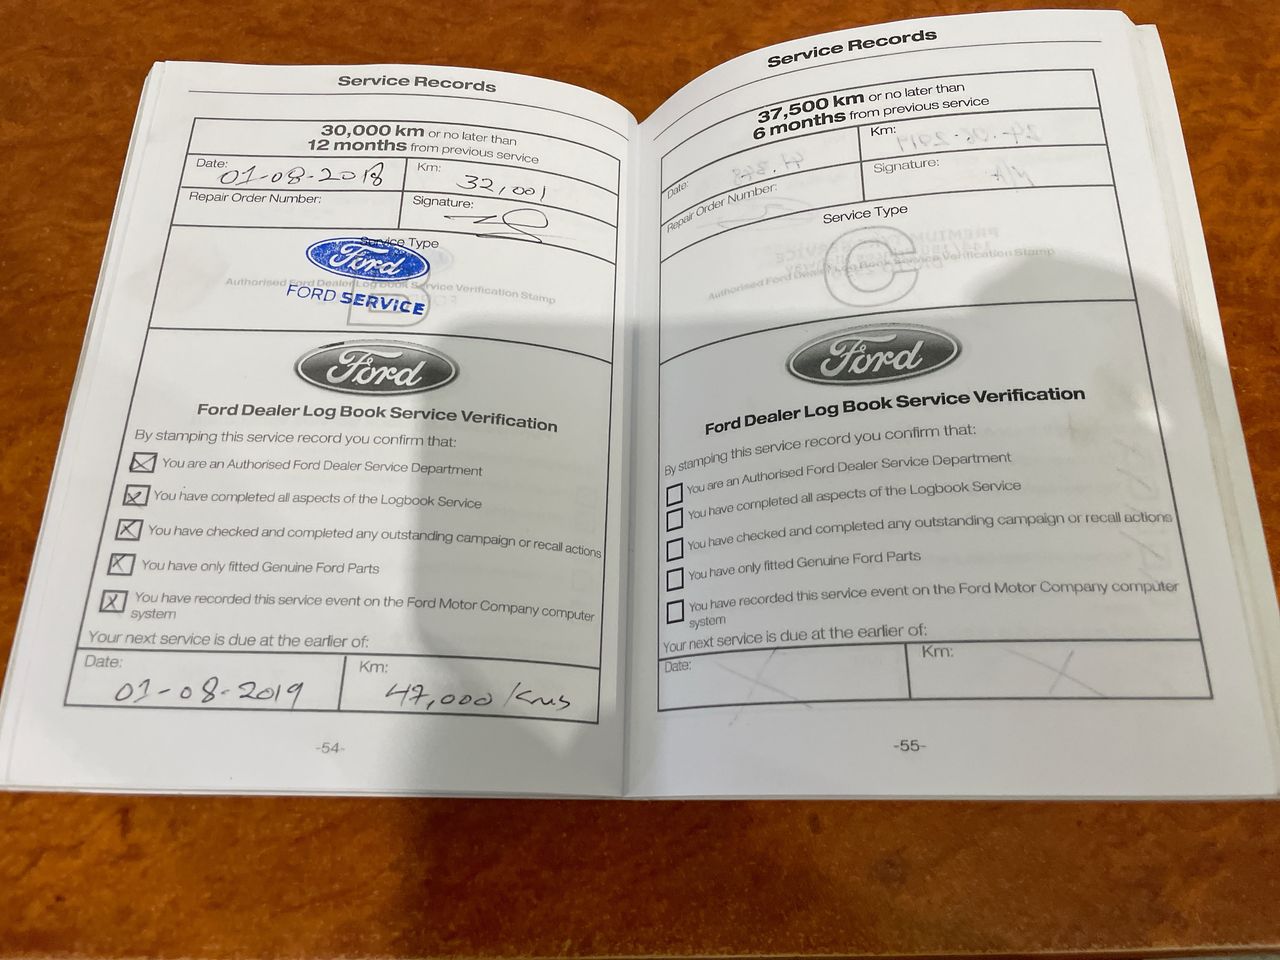 Service Records
30,000 km or no later than
12 months from previous service
Date:
01-08-2018
Km:
32,001
Repair Order Number:
Signature:
Service Type
Ford
Authorised Ford Dealer Log Book Service Verification Stamp
FORD SERVICE
B
Ford
Ford Dealer Log Book Service Verification
By stamping this service record you confirm that:
You are an Authorised Ford Dealer Service Department
You have completed all aspects of the Logbook Service
You have checked and completed any outstanding campaign or recall actions
You have only fitted Genuine Ford Parts
You have recorded this service event on the Ford Motor Company computer
system
Your next service is due at the earlier of:
Date:
01-08-2019
Km:
47,000 /Kms
-54-
Service Records
37,500 km or no later than
6 months from previous service
Date:
Km:
Repair Order Number:
Signature:
Service Type
C
Authorised Ford Dealer Log Book Service Verification Stamp
Ford
Ford Dealer Log Book Service Verification
By stamping this service record you confirm that:
You are an Authorised Ford Dealer Service Department
You have completed all aspects of the Logbook Service
You have checked and completed any outstanding campaign or recall actions
You have only fitted Genuine Ford Parts
You have recorded this service event on the Ford Motor Company computer
system
Your next service is due at the earlier of:
Date:
Km:
-55-